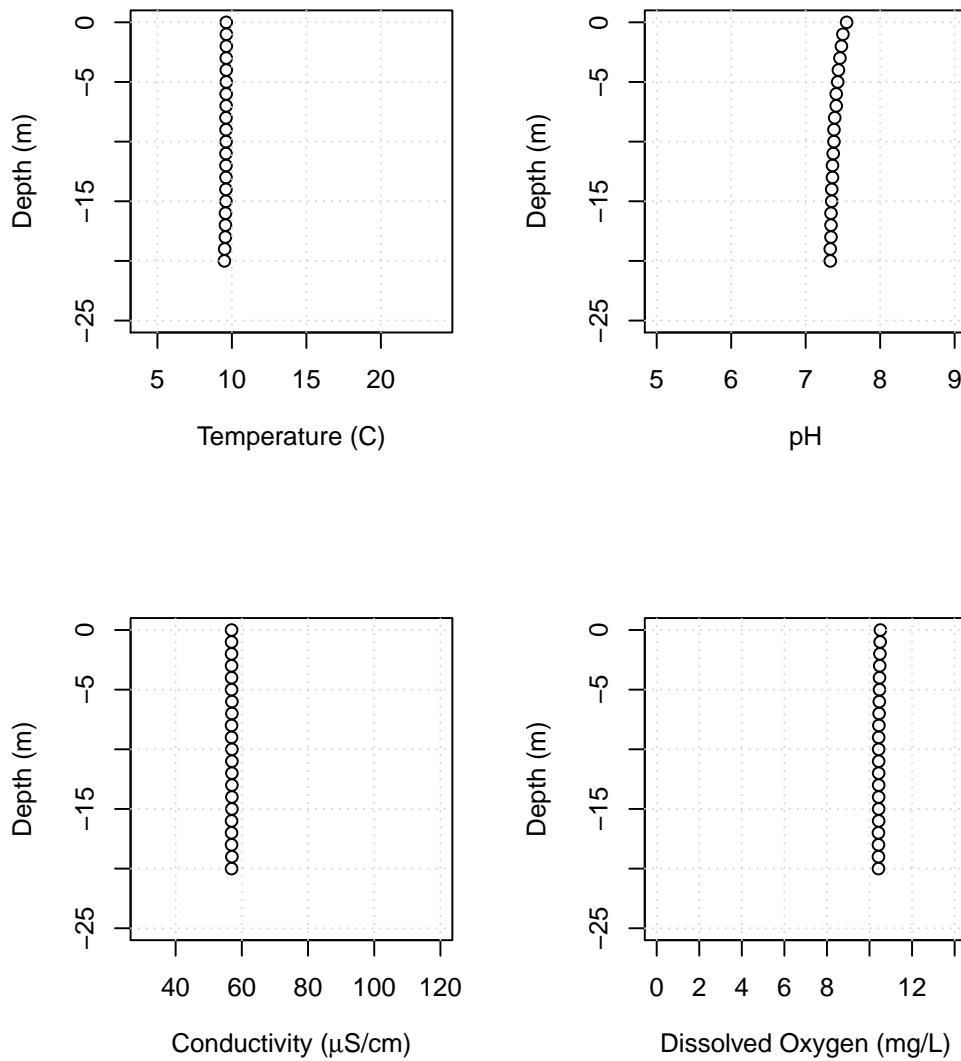 0
−5
−15
−25
Depth (m)
5 10 15 20
Temperature (C)
0
−5
−15
−25
Depth (m)
5 6 7 8 9
pH
0
−5
−15
−25
Depth (m)
40 60 80 100 120
Conductivity (μS/cm)
0
−5
−15
−25
Depth (m)
0 2 4 6 8 12
Dissolved Oxygen (mg/L)